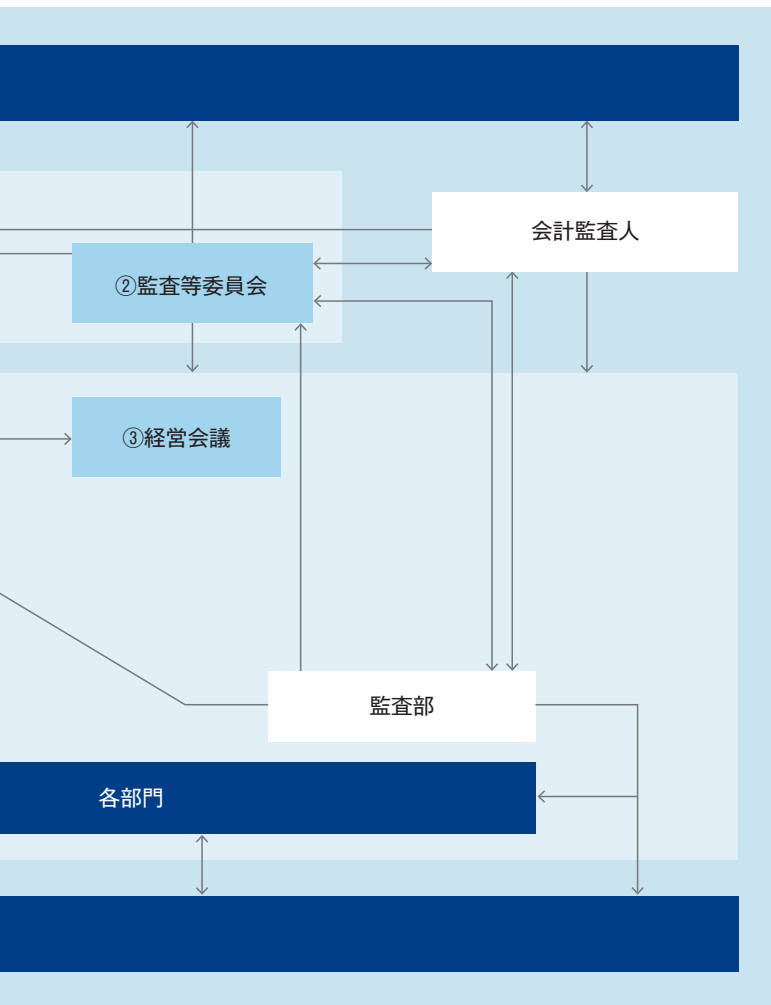 会計監査人
②監査等委員会
③経営会議
監査部
各部門